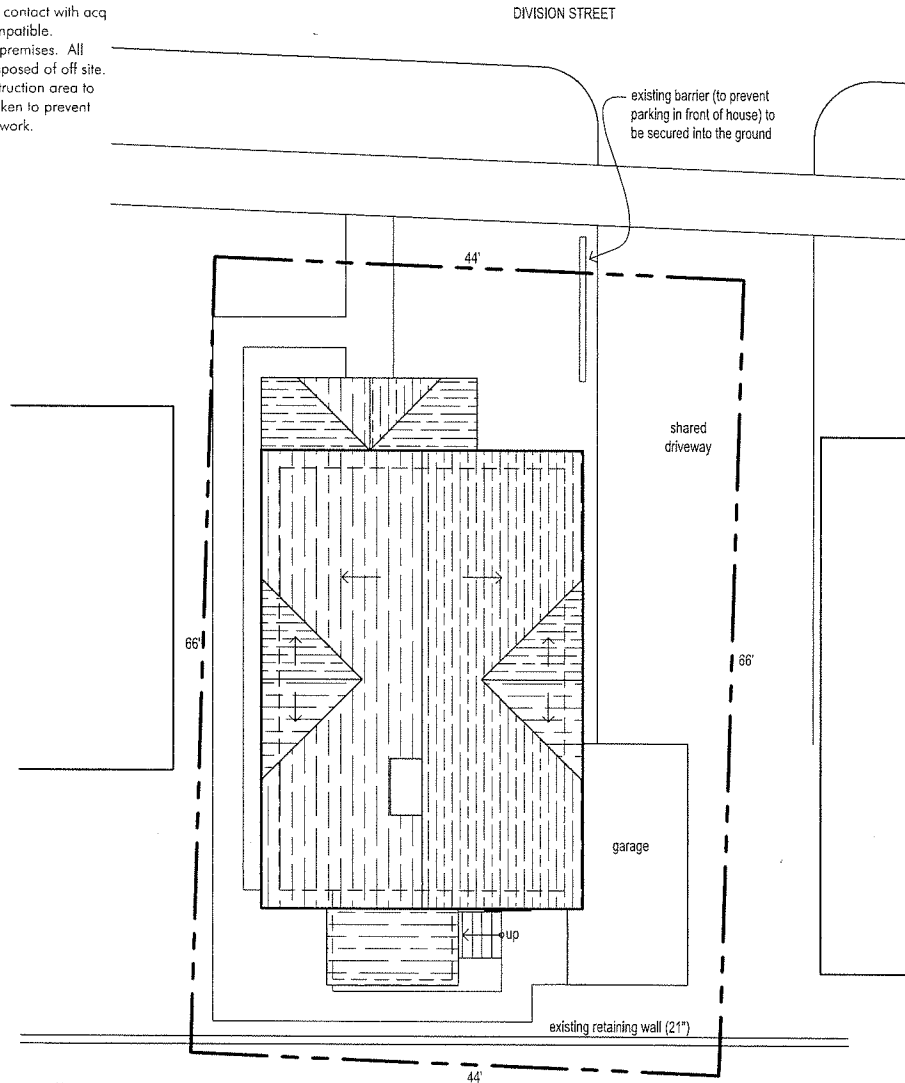 contact with acq
npatible.
premises. All
sposed of off site.
truction area to
ken to prevent
work.
DIVISION STREET
existing barrier (to prevent
parking in front of house) to
be secured into the ground
44'
shared
driveway
66'
66'
garage
up
existing retaining wall (21")
44'